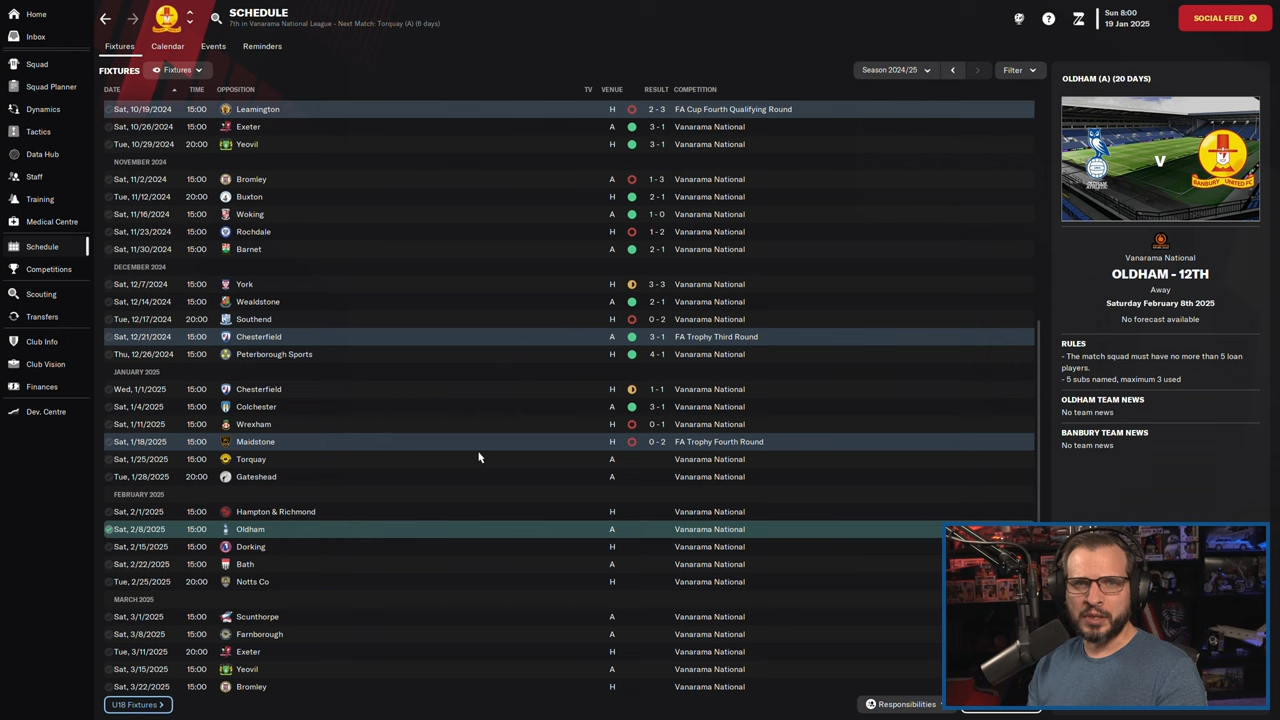 Home
Inbox
Squad
Squad Planner
Dynamics
Tactics
Data Hub
Staff
Training
Medical Centre
Schedule
Competitions
Scouting
Transfers
Club Info
Club Vision
Finances
Dev. Centre
SCHEDULE
7th in Vanarama National League - Next Match: Torquay (A) (6 days)
Sun 8:00
19 Jan 2025
SOCIAL FEED
Fixtures Calendar Events Reminders
FIXTURES Fixtures Season 2024/25 Filter
DATE TIME OPPOSITION TV VENUE RESULT COMPETITION
Sat, 10/19/2024 15:00 Leamington H 2 - 3 FA Cup Fourth Qualifying Round
Sat, 10/26/2024 15:00 Exeter A 3 - 1 Vanarama National
Tue, 10/29/2024 20:00 Yeovil H 3 - 1 Vanarama National
NOVEMBER 2024
Sat, 11/2/2024 15:00 Bromley A 1 - 3 Vanarama National
Tue, 11/12/2024 20:00 Buxton H 2 - 1 Vanarama National
Sat, 11/16/2024 15:00 Woking A 1 - 0 Vanarama National
Sat, 11/23/2024 15:00 Rochdale H 1 - 2 Vanarama National
Sat, 11/30/2024 15:00 Barnet A 2 - 1 Vanarama National
DECEMBER 2024
Sat, 12/7/2024 15:00 York H 3 - 3 Vanarama National
Sat, 12/14/2024 15:00 Wealdstone A 2 - 1 Vanarama National
Tue, 12/17/2024 20:00 Southend H 0 - 2 Vanarama National
Sat, 12/21/2024 15:00 Chesterfield A 3 - 1 FA Trophy Third Round
Thu, 12/26/2024 15:00 Peterborough Sports H 4 - 1 Vanarama National
JANUARY 2025
Wed, 1/1/2025 15:00 Chesterfield H 1 - 1 Vanarama National
Sat, 1/4/2025 15:00 Colchester A 3 - 1 Vanarama National
Sat, 1/11/2025 15:00 Wrexham H 0 - 1 Vanarama National
Sat, 1/18/2025 15:00 Maidstone H 0 - 2 FA Trophy Fourth Round
Sat, 1/25/2025 15:00 Torquay A Vanarama National
Tue, 1/28/2025 20:00 Gateshead A Vanarama National
FEBRUARY 2025
Sat, 2/1/2025 15:00 Hampton & Richmond H Vanarama National
Sat, 2/8/2025 15:00 Oldham A Vanarama National
Sat, 2/15/2025 15:00 Dorking H Vanarama National
Sat, 2/22/2025 15:00 Bath A Vanarama National
Tue, 2/25/2025 20:00 Notts Co H Vanarama National
MARCH 2025
Sat, 3/1/2025 15:00 Scunthorpe A Vanarama National
Sat, 3/8/2025 15:00 Farnborough A Vanarama National
Tue, 3/11/2025 20:00 Exeter H Vanarama National
Sat, 3/15/2025 15:00 Yeovil A Vanarama National
Sat, 3/22/2025 15:00 Bromley H Vanarama National
U18 Fixtures
Responsibilities
OLDHAM (A) (20 DAYS)
V
BANBURY UNITED FC
Vanarama National
OLDHAM - 12TH
Away
Saturday February 8th 2025
No forecast available
RULES
- The match squad must have no more than 5 loan
players.
- 5 subs named, maximum 3 used
OLDHAM TEAM NEWS
No team news
BANBURY TEAM NEWS
No team news